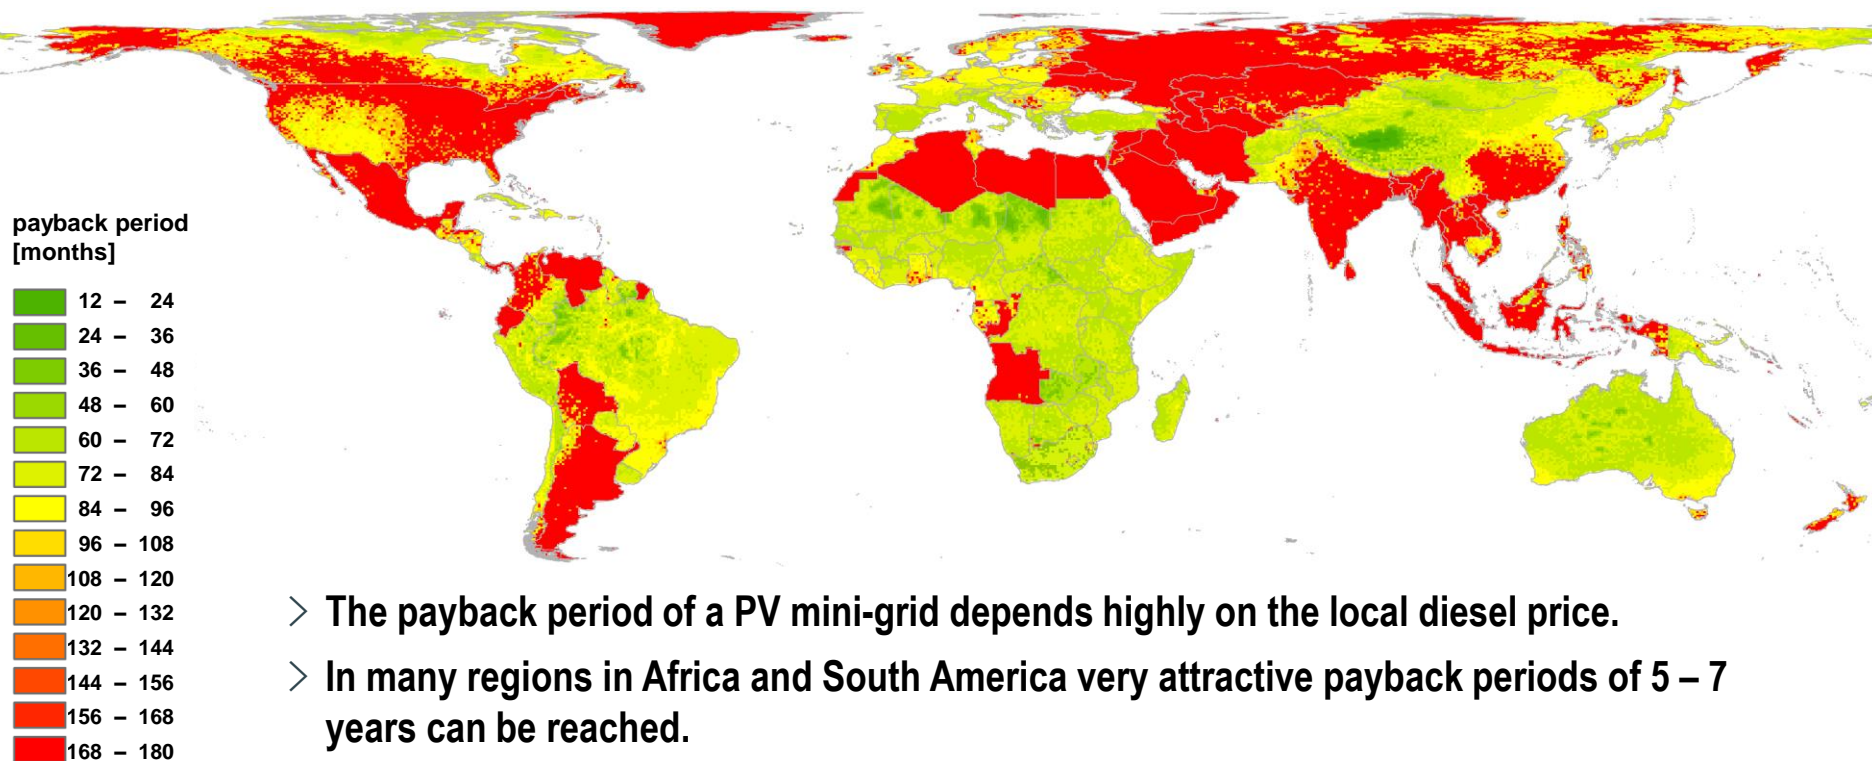 payback period
[months]
12 – 24
24 – 36
36 – 48
48 – 60
60 – 72
72 – 84
84 – 96
96 – 108
108 – 120
120 – 132
132 – 144
144 – 156
156 – 168
168 – 180
The payback period of a PV mini-grid depends highly on the local diesel price.
In many regions in Africa and South America very attractive payback periods of 5 – 7
years can be reached.